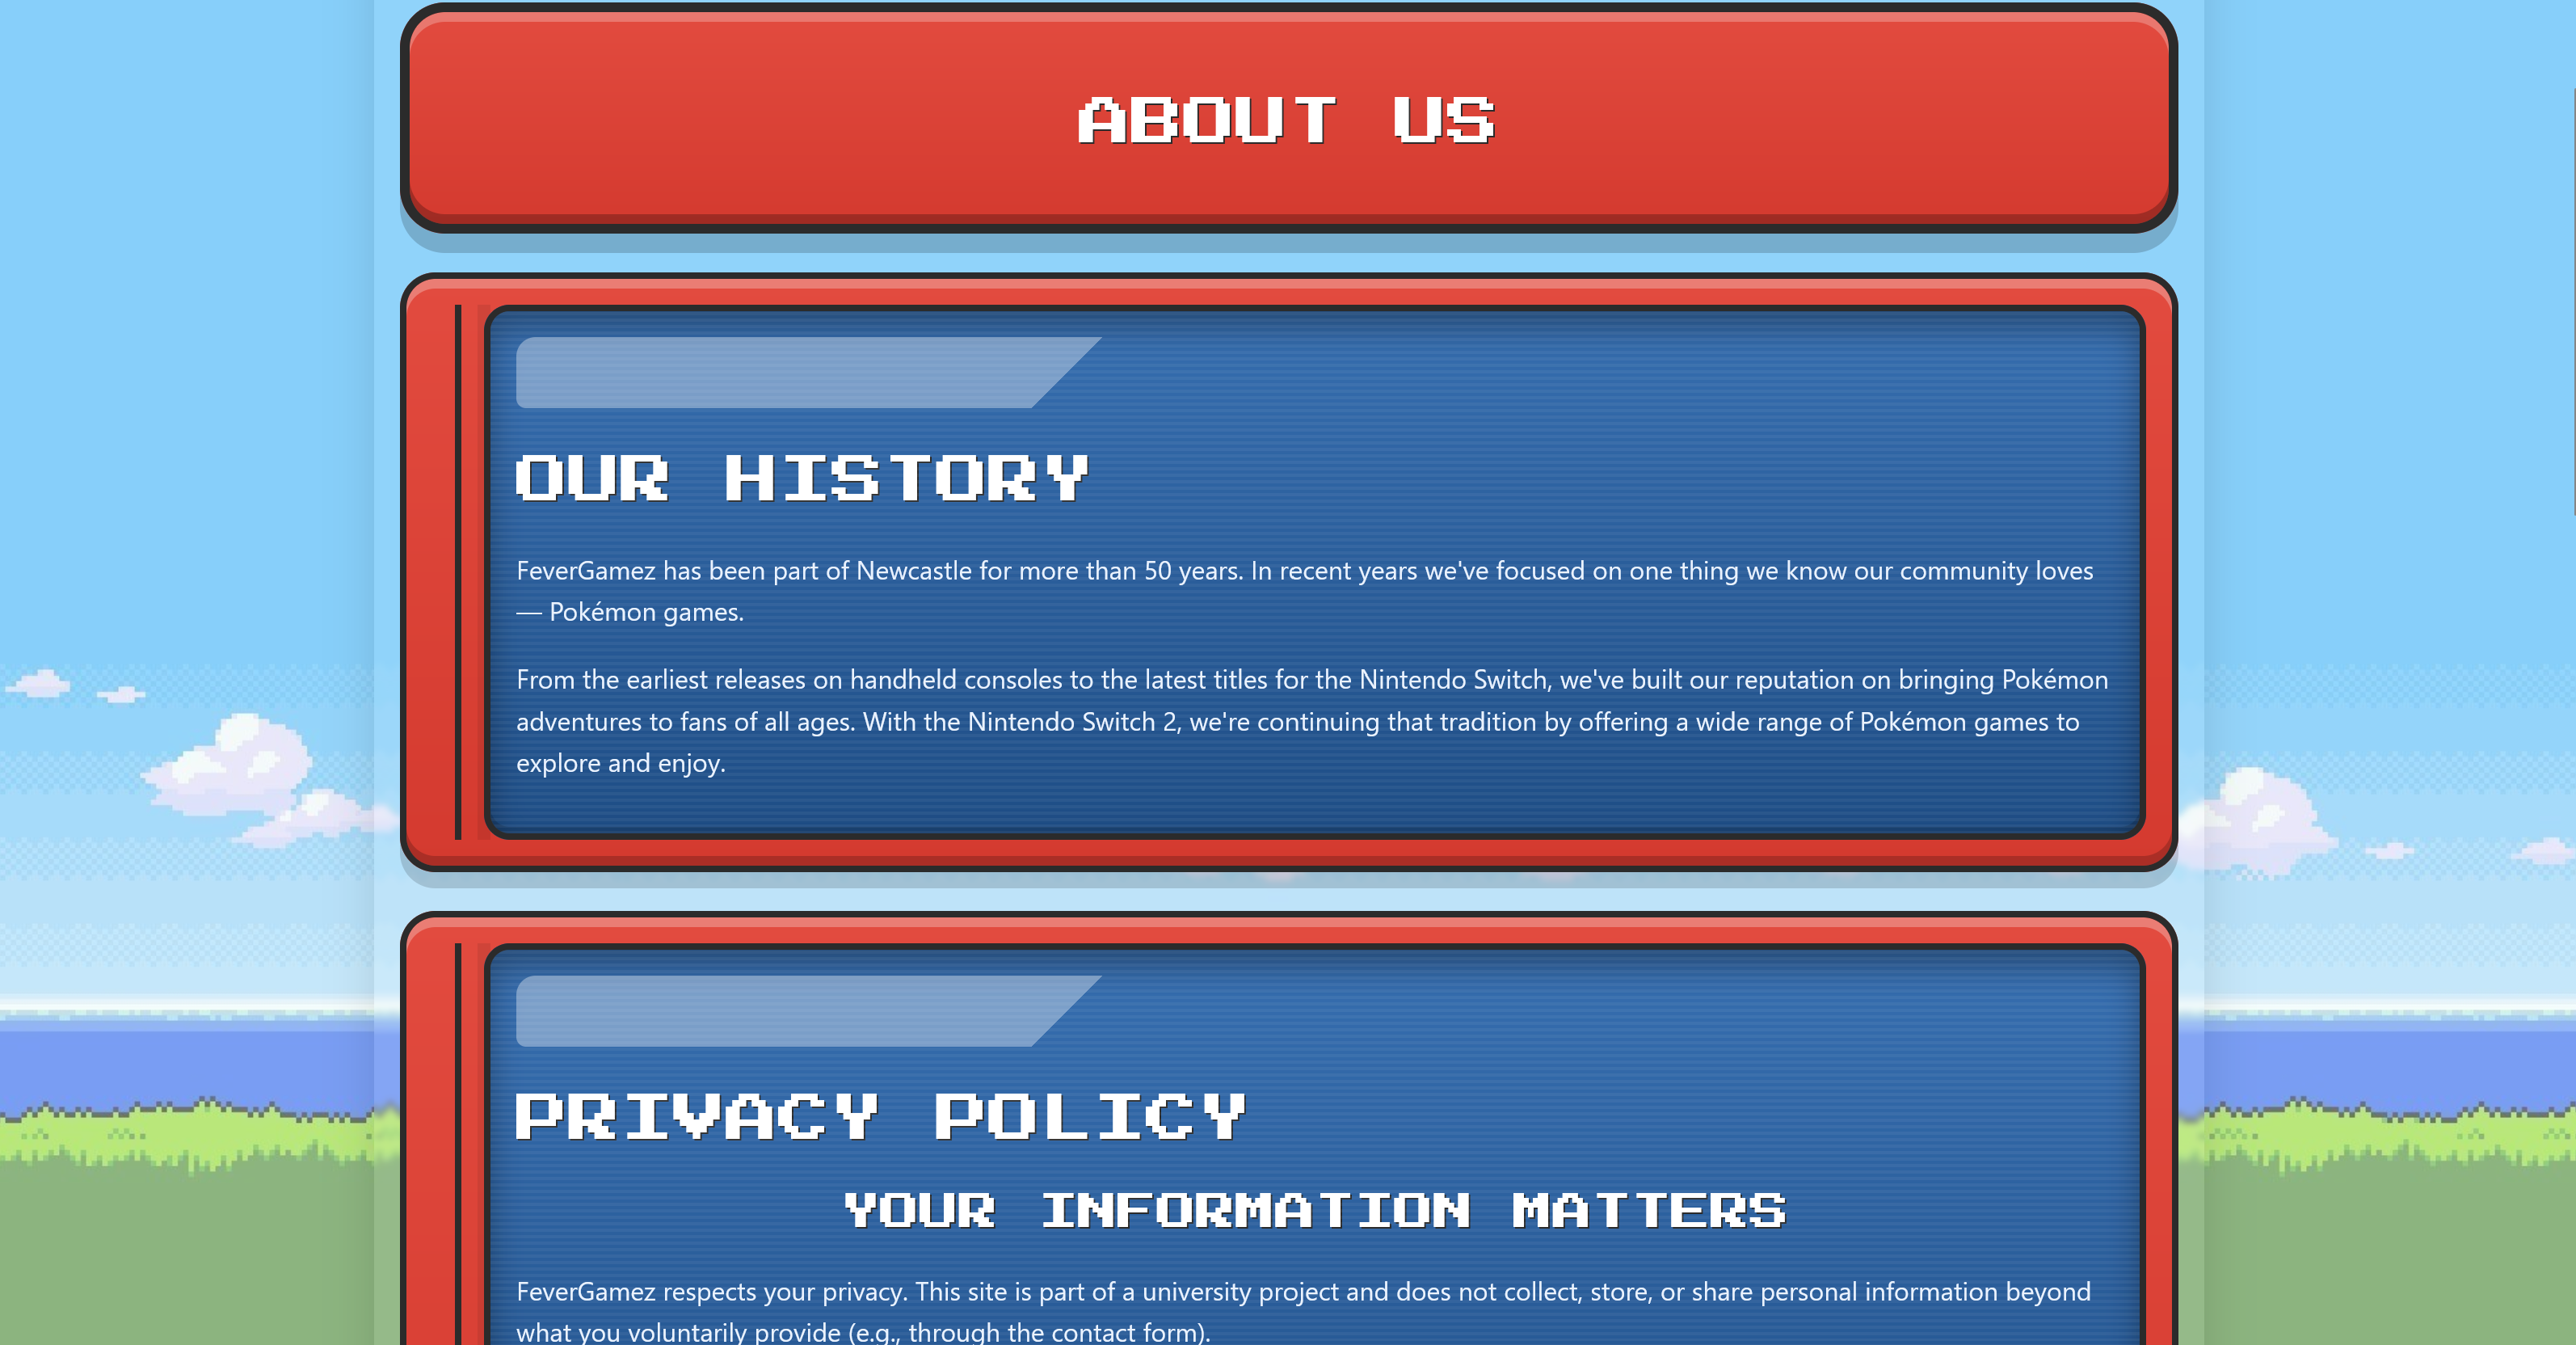 ABOUT US
OUR HISTORY
FeverGamez has been part of Newcastle for more than 50 years. In recent years we've focused on one thing we know our community loves
— Pokémon games.
From the earliest releases on handheld consoles to the latest titles for the Nintendo Switch, we've built our reputation on bringing Pokémon
adventures to fans of all ages. With the Nintendo Switch 2, we're continuing that tradition by offering a wide range of Pokémon games to
explore and enjoy.
PRIVACY POLICY
YOUR INFORMATION MATTERS
FeverGamez respects your privacy. This site is part of a university project and does not collect, store, or share personal information beyond
what you voluntarily provide (e.g., through the contact form).